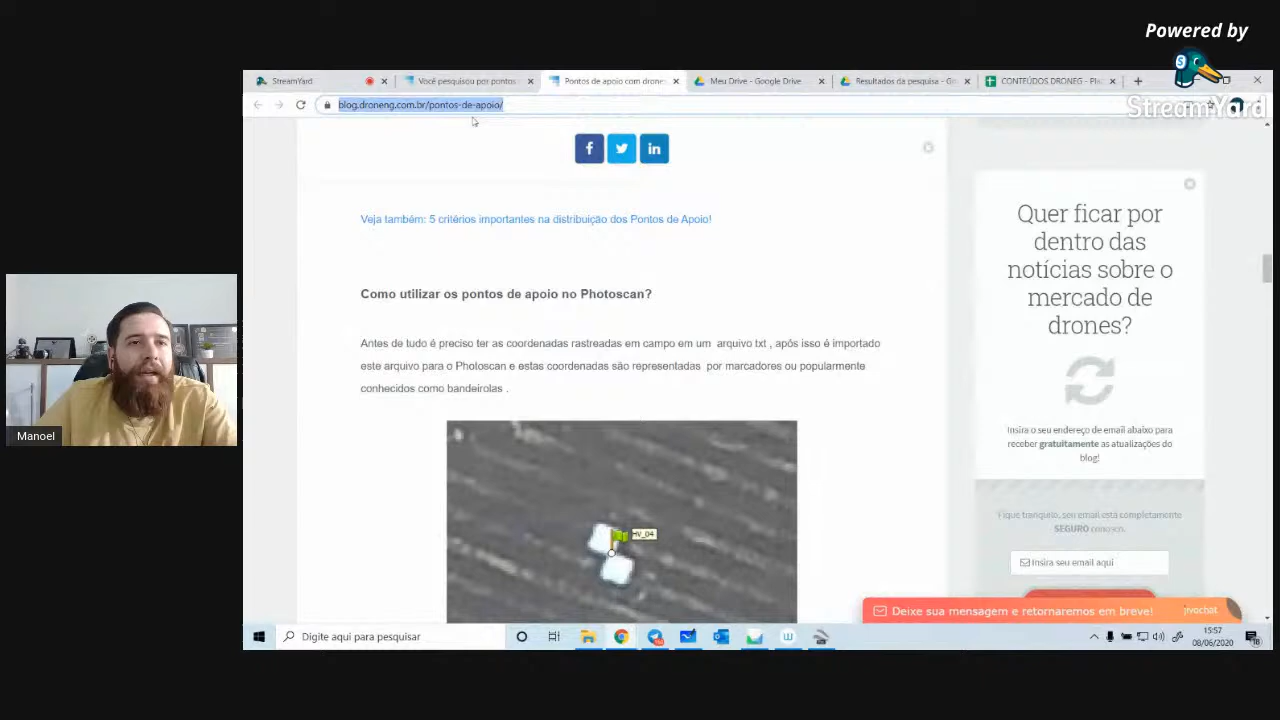 Powered by
StreamYard
StreamYard
Você pesquisou por pontos
Pontos de apoio com drone
Meu Drive - Google Drive
Resultados da pesquisa - G
CONTEÚDOS DRONEG - Pl
blog.droneng.com.br/pontos-de-apoio/
Veja também: 5 critérios importantes na distribuição dos Pontos de Apoio!
Como utilizar os pontos de apoio no Photoscan?
Antes de tudo é preciso ter as coordenadas rastreadas em campo em um arquivo txt , após isso é importado
este arquivo para o Photoscan e estas coordenadas são representadas por marcadores ou popularmente
conhecidos como bandeirolas .
HV_04
Quer ficar por
dentro das
notícias sobre o
mercado de
drones?
Insira o seu endereço de email abaixo para
receber gratuitamente as atualizações do
blog!
Fique tranquilo, seu email está completamente
SEGURO conosco.
Insira seu email aqui
Deixe sua mensagem e retornaremos em breve!
jivochat
Manoel
Digite aqui para pesquisar
15:57
08/06/2020